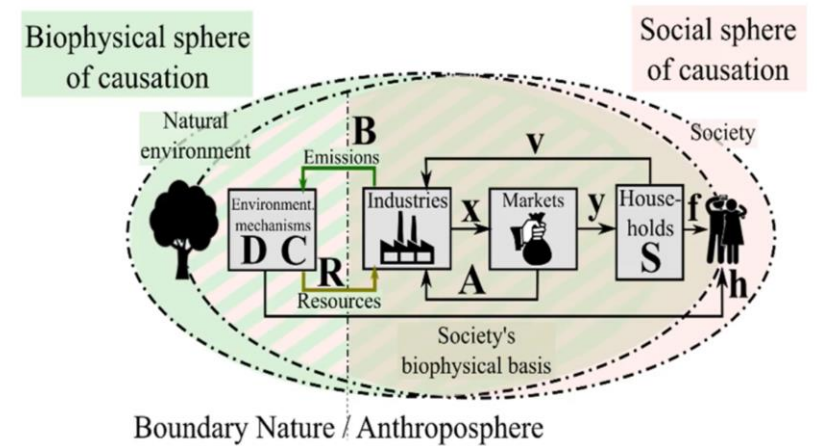 Biophysical sphere
of causation
Social sphere
of causation
Natural
environment
Society
B
Emissions
v
Environment.
mechanisms
D C
Industries
x
Markets
y
House-
holds
S
f
R
Resources
A
h
Society's
biophysical basis
Boundary Nature / Anthroposphere